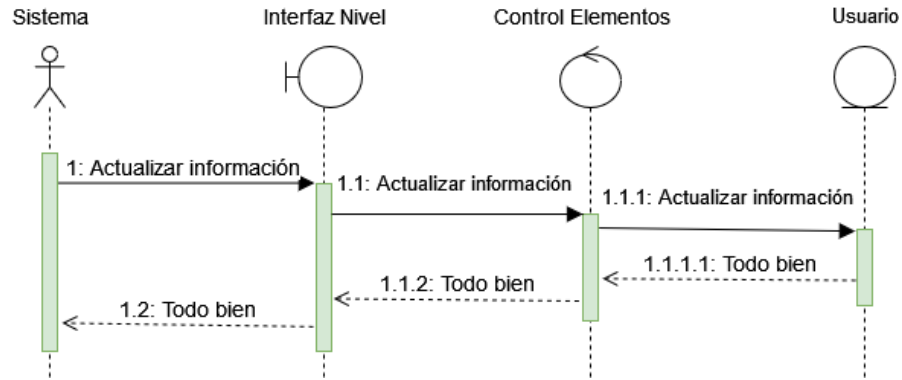 Sistema
Interfaz Nivel
Control Elementos
Usuario
1: Actualizar información
1.1: Actualizar información
1.1.1: Actualizar información
1.1.1.1: Todo bien
1.1.2: Todo bien
1.2: Todo bien